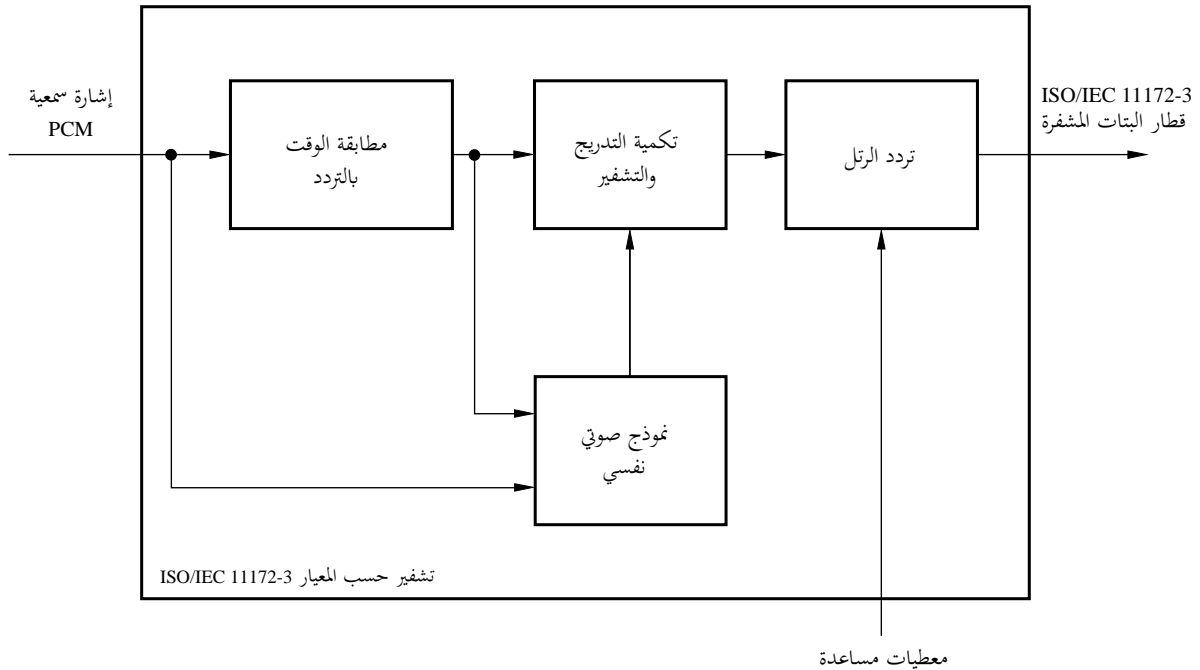 إشارة سمعية
PCM
مطابقة الوقت
بالتردد
تكمية التدريج
والتشفير
تردد الرتل
ISO/IEC 11172-3
قطار البتات المشفرة
نموذج صوتي
نفسي
تشفير حسب المعيار ISO/IEC 11172-3
معطيات مساعدة